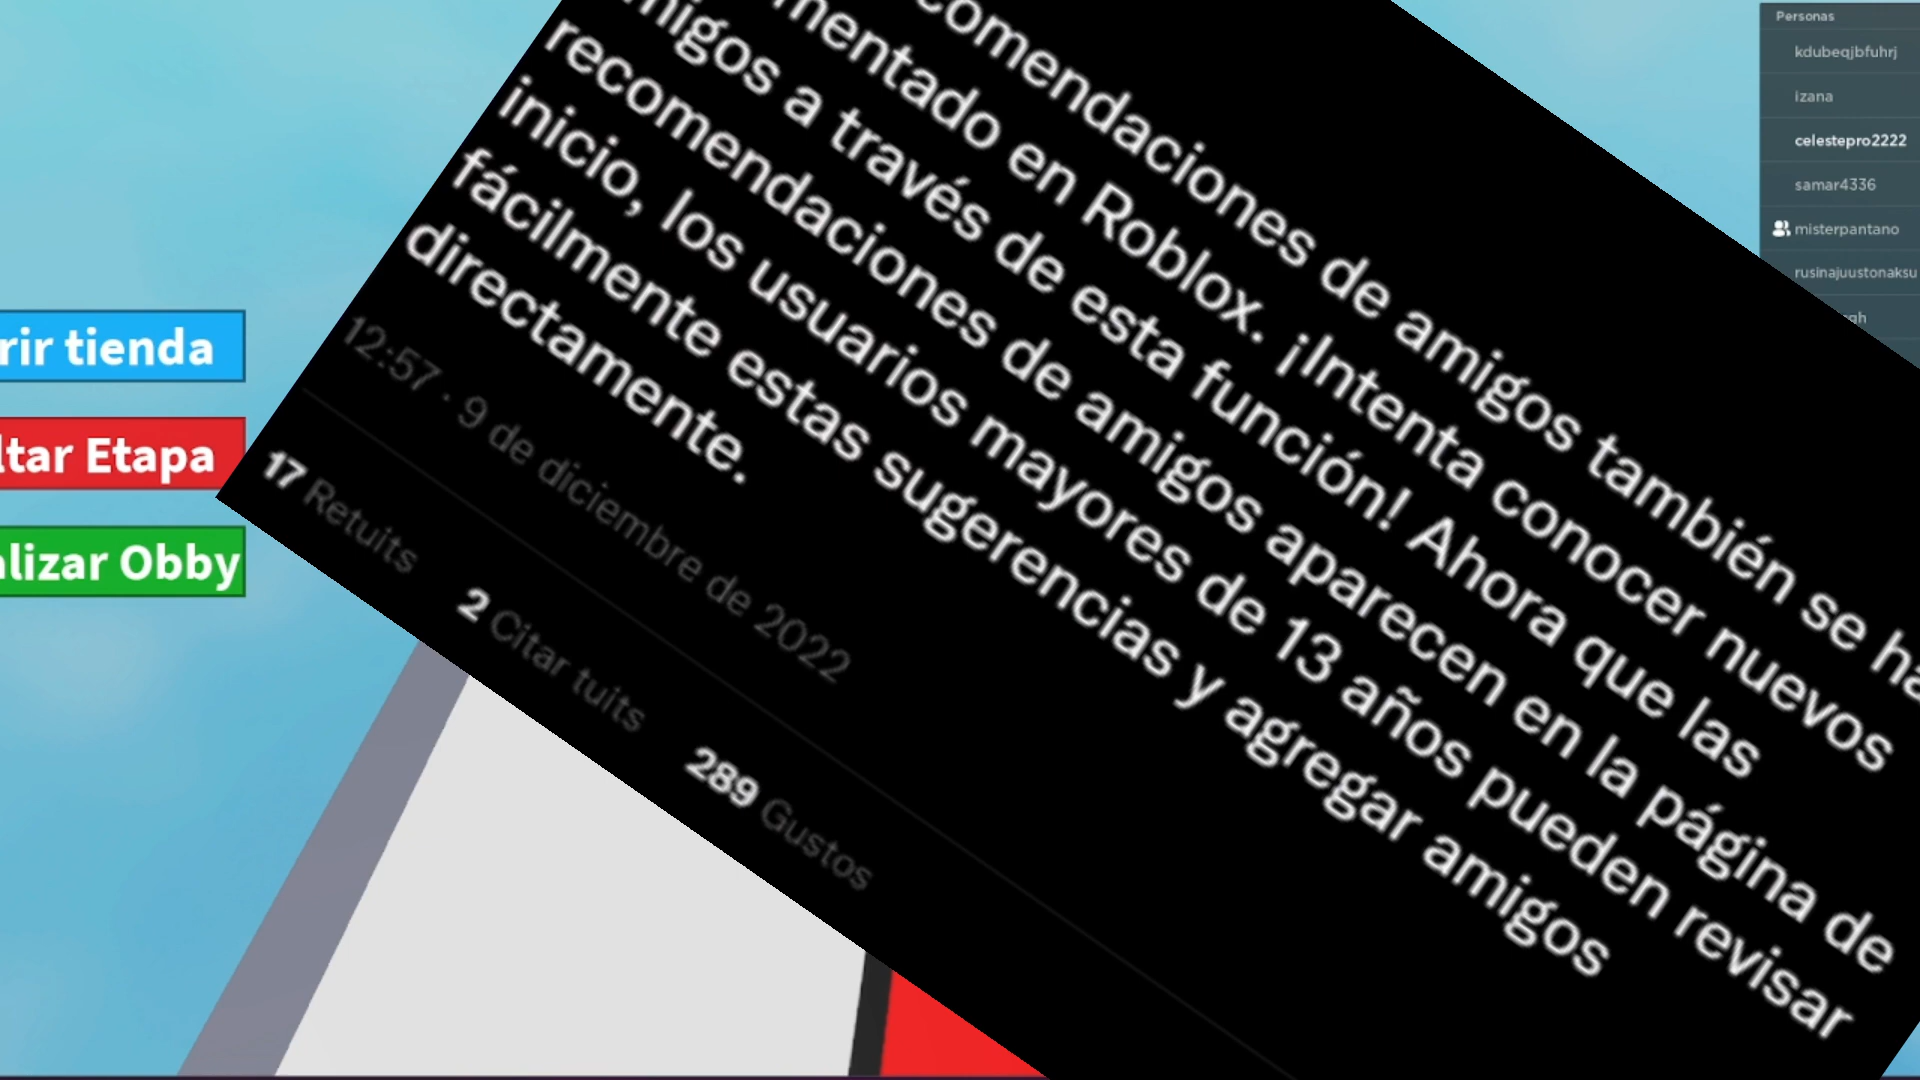 comendaciones de amigos también se ha
mentado en Roblox. ¡Intenta conocer nuevos
migos a través de esta función! Ahora que las
recomendaciones de amigos aparecen en la página de
inicio, los usuarios mayores de 13 años pueden revisar
fácilmente estas sugerencias y agregar amigos
directamente.
12:57 · 9 de diciembre de 2022
17 Retuits 2 Citar tuits 289 Gustos
rir tienda
ltar Etapa
alizar Obby
Personas
kdubeqjbfuhrj
izana
celestepro2222
samar4336
misterpantano
rusinajuustonaksu